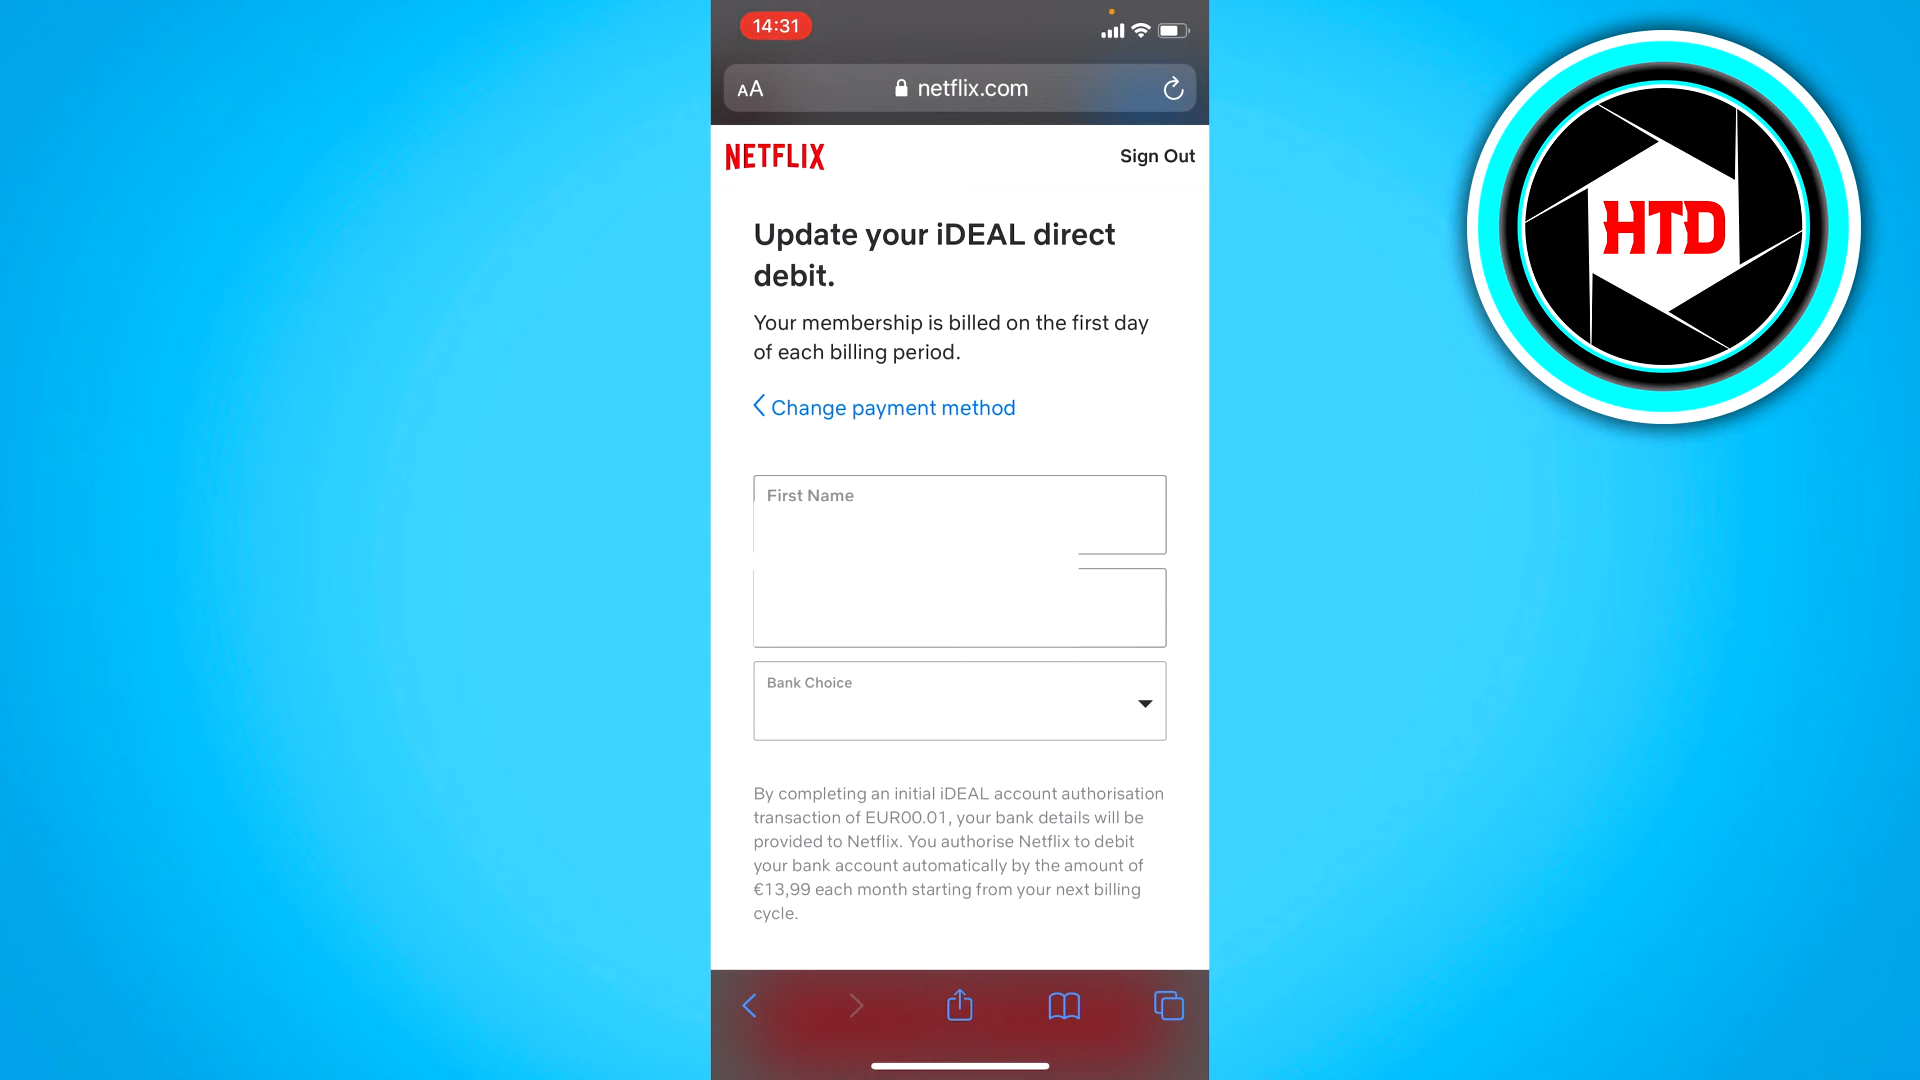 14:31
AA
netflix.com
NETFLIX
Sign Out
HTD
Update your iDEAL direct
debit.
Your membership is billed on the first day
of each billing period.
Change payment method
First Name
Bank Choice
By completing an initial iDEAL account authorisation
transaction of EUR00.01, your bank details will be
provided to Netflix. You authorise Netflix to debit
your bank account automatically by the amount of
€13,99 each month starting from your next billing
cycle.